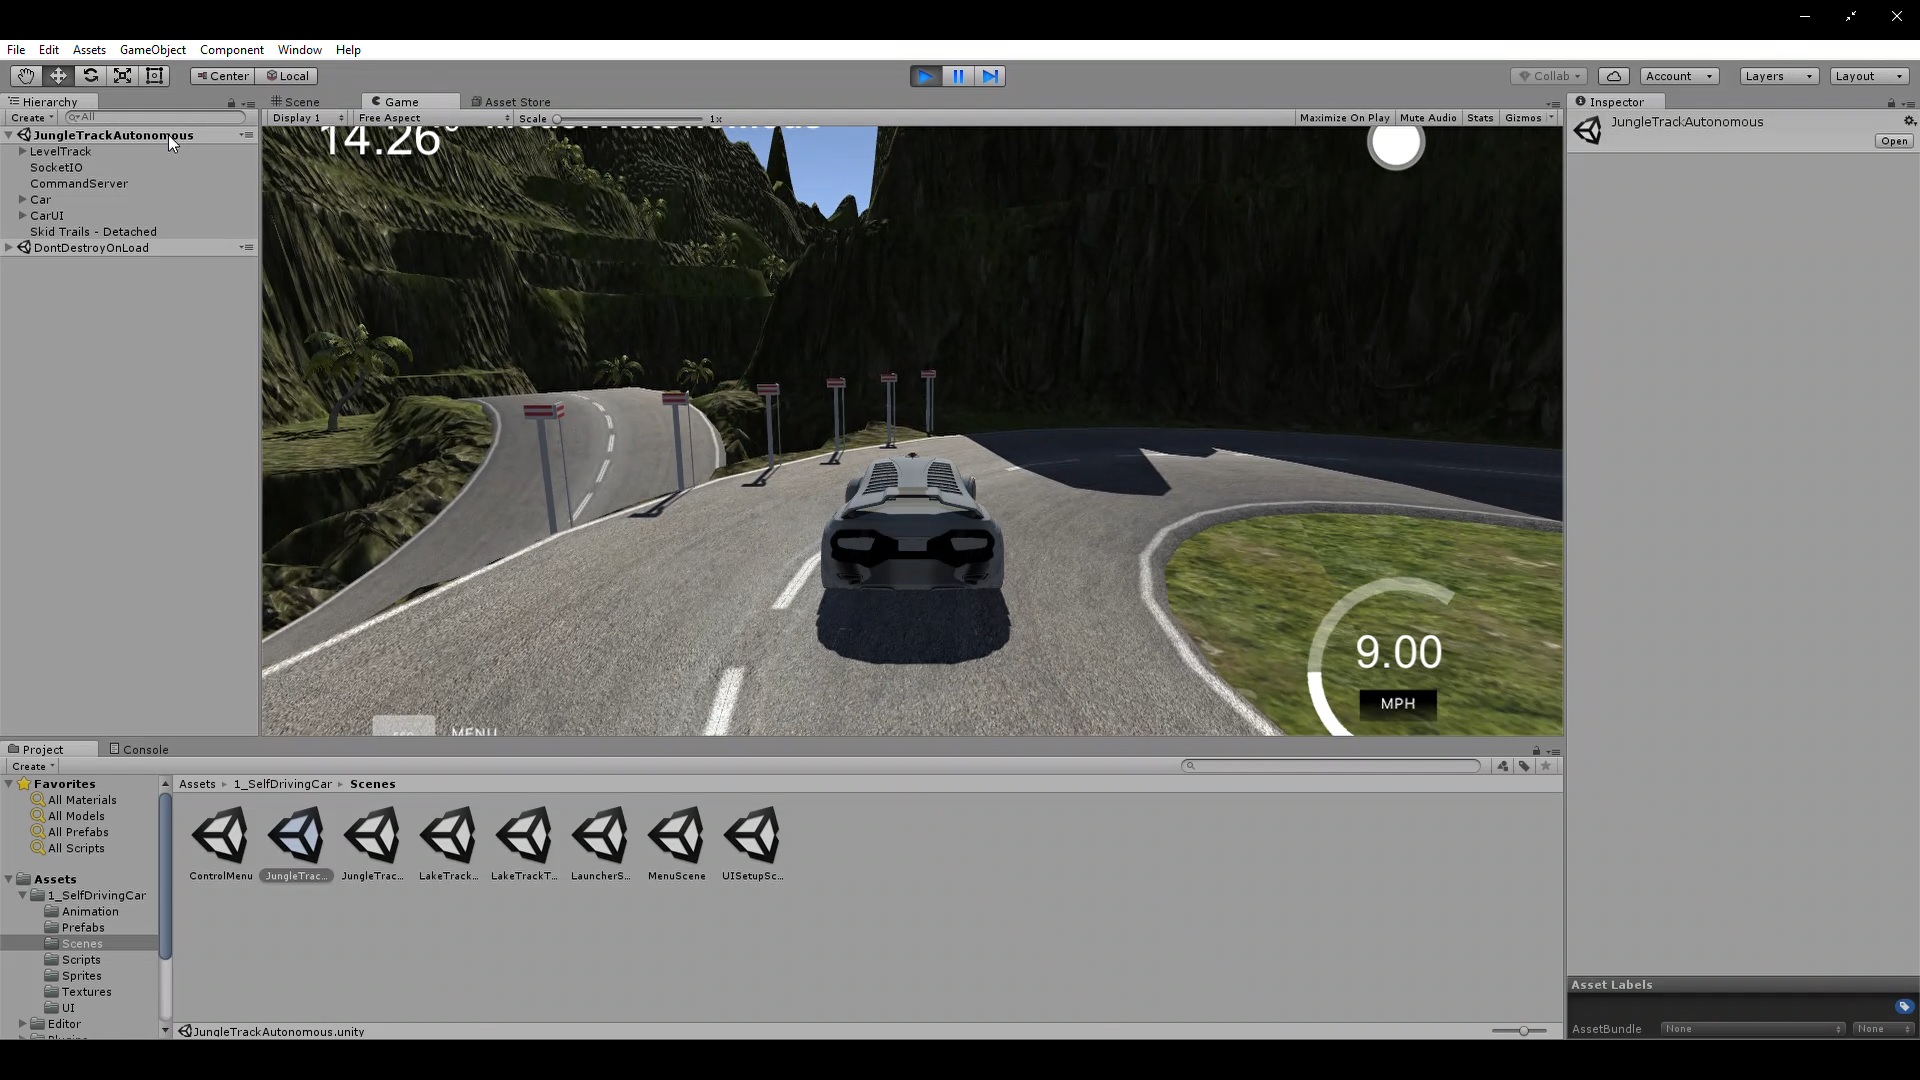 File Edit Assets GameObject Component Window Help
Center Local Collab Account Layers Layout
Hierarchy Scene Game Asset Store Inspector
Create All Display 1 Free Aspect Scale 1x Maximize On Play Mute Audio Stats Gizmos
JungleTrackAutonomous
LevelTrack
SocketIO
CommandServer
Car
CarUI
Skid Trails - Detached
DontDestroyOnLoad
14.26°
9.00
MPH
MENU
JungleTrackAutonomous
Open
Project Console
Create
Favorites
All Materials
All Models
All Prefabs
All Scripts
Assets
1_SelfDrivingCar
Animation
Prefabs
Scenes
Scripts
Sprites
Textures
UI
Editor
Assets 1_SelfDrivingCar Scenes
ControlMenu JungleTrac... JungleTrac... LakeTrack... LakeTrackT... LauncherS... MenuScene UISetupSc...
JungleTrackAutonomous.unity
Asset Labels
AssetBundle None None